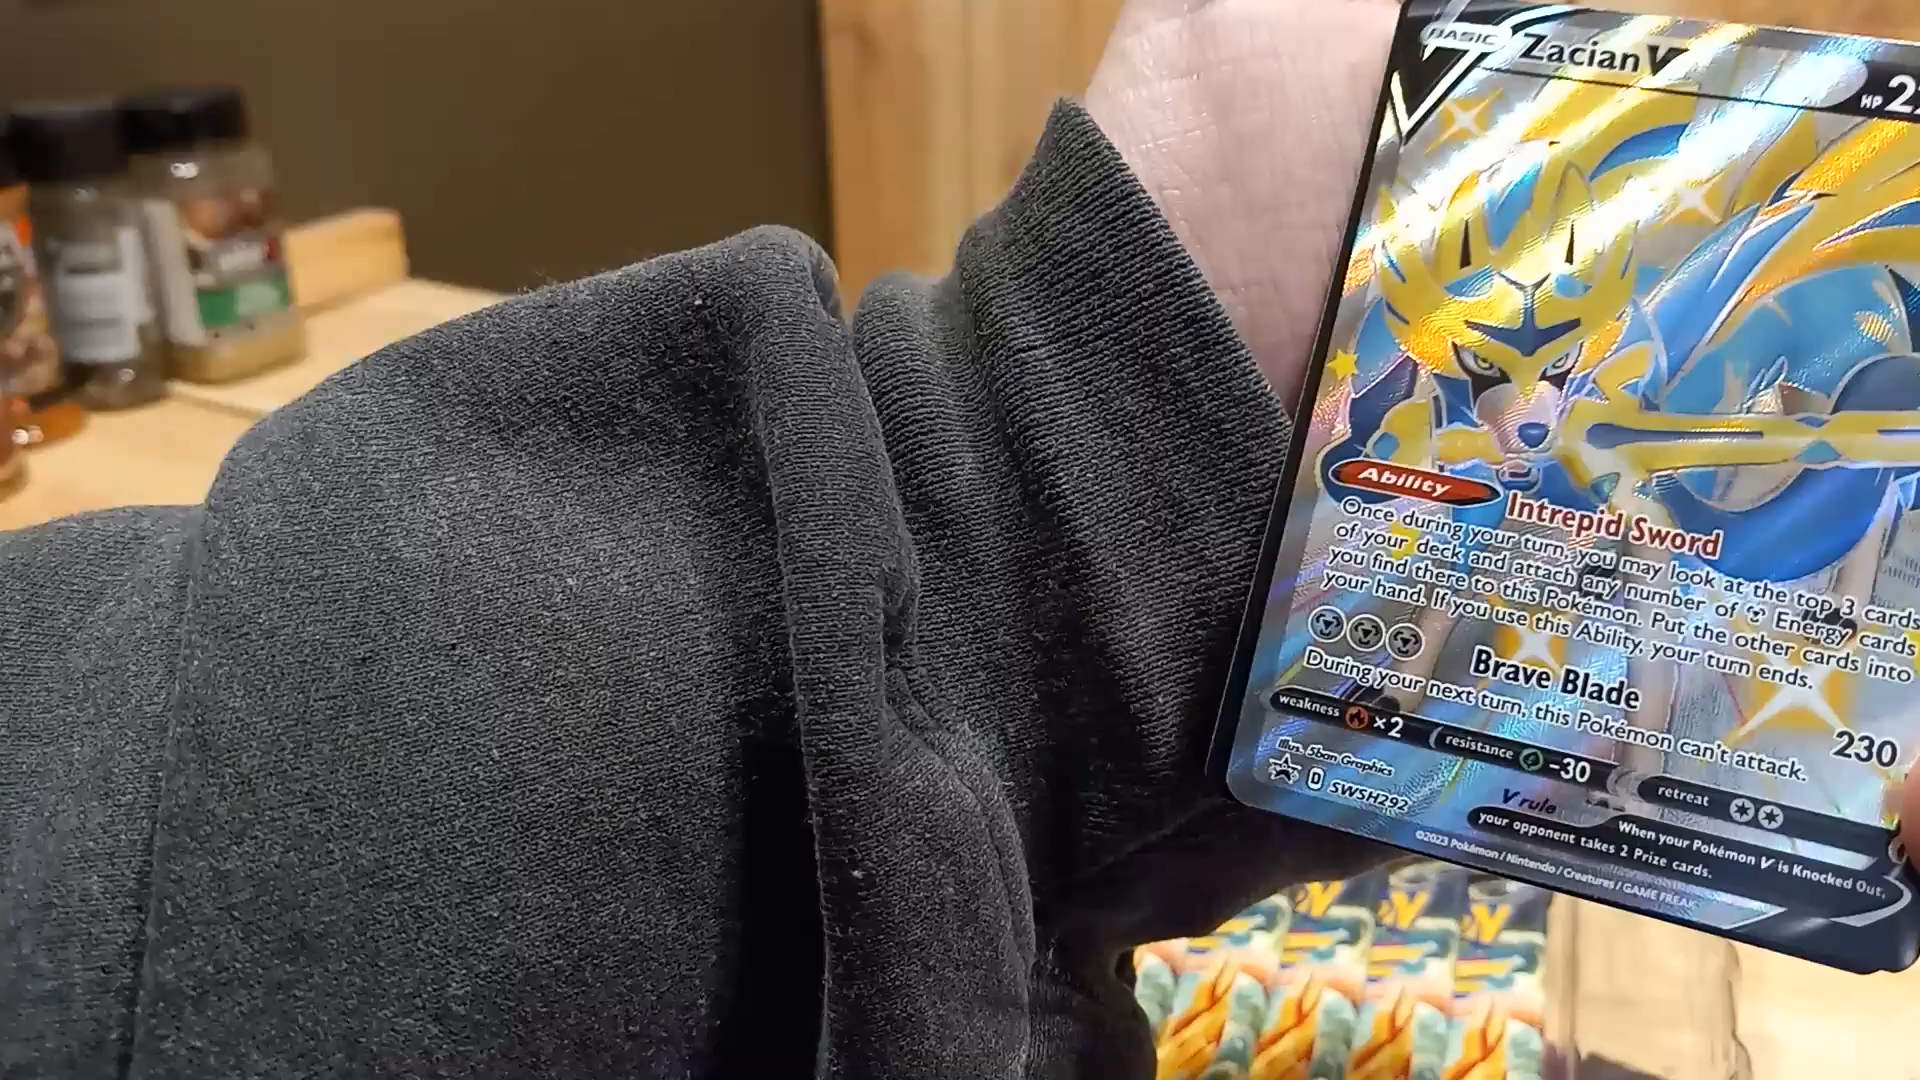 BASIC Zacian V HP 2
Ability Intrepid Sword
Once during your turn, you may look at the top 3 cards
of your deck and attach any number of Energy cards
you find there to this Pokémon. Put the other cards into
your hand. If you use this Ability, your turn ends.
Brave Blade 230
During your next turn, this Pokémon can't attack.
weakness ×2 resistance -30 retreat
Illus. 5ban Graphics
D SWSH292
V rule When your Pokémon V is Knocked Out,
your opponent takes 2 Prize cards.
©2023 Pokémon / Nintendo / Creatures / GAME FREAK